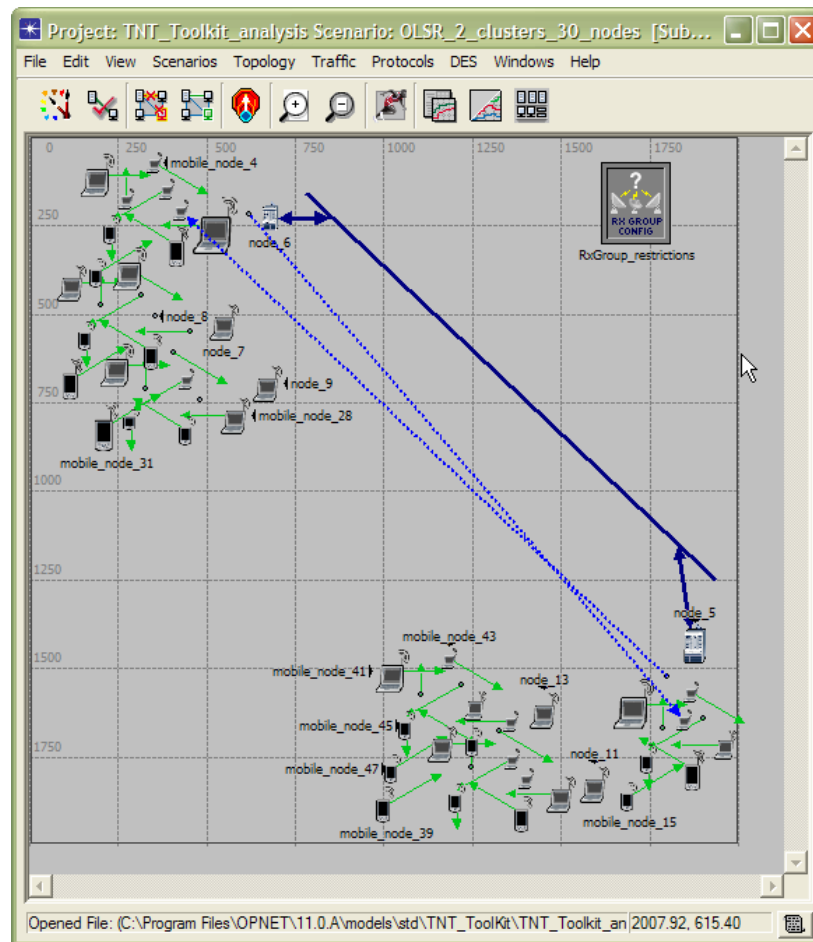 Project: TNT_Toolkit_analysis Scenario: OLSR_2_clusters_30_nodes [Sub...
File Edit View Scenarios Topology Traffic Protocols DES Windows Help
0 250 500 750 1000 1250 1500 1750
mobile_node_4
?
RX GROUP
CONFIG
RxGroup_restrictions
250
node_6
500
node_8
node_7
750
node_9
mobile_node_28
mobile_node_31
1000
1250
node_5
1500
mobile_node_43
mobile_node_41
node_13
mobile_node_45
1750
node_11
mobile_node_47
mobile_node_15
mobile_node_39
Opened File: (C:\Program Files\OPNET\11.0.A\models\std\TNT_ToolKit\TNT_Toolkit_an 2007.92, 615.40